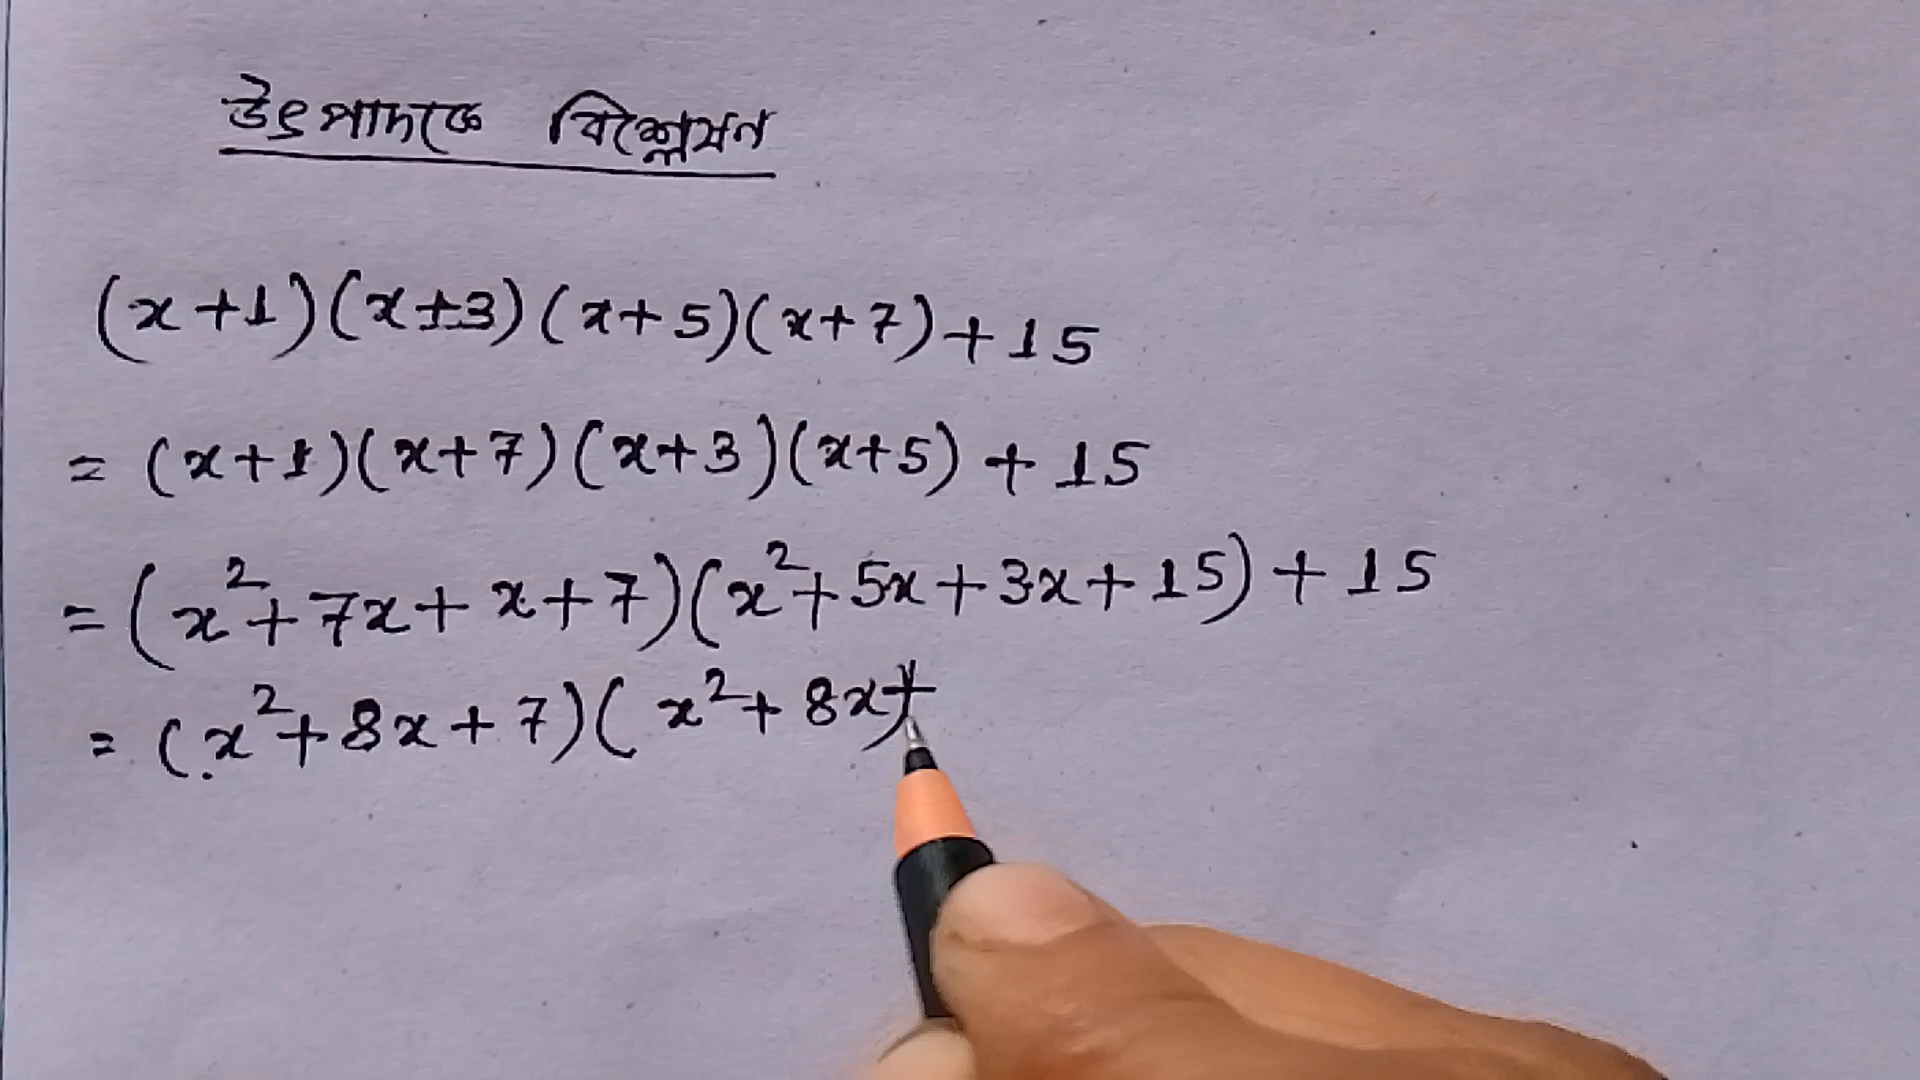 উৎপাদকে বিশ্লেষন
(x+1)(x+3)(x+5)(x+7)+15
= (x+1)(x+7)(x+3)(x+5) + 15
= (x²+7x+x+7)(x²+5x+3x+15)+15
= (x²+8x+7)(x²+8x+